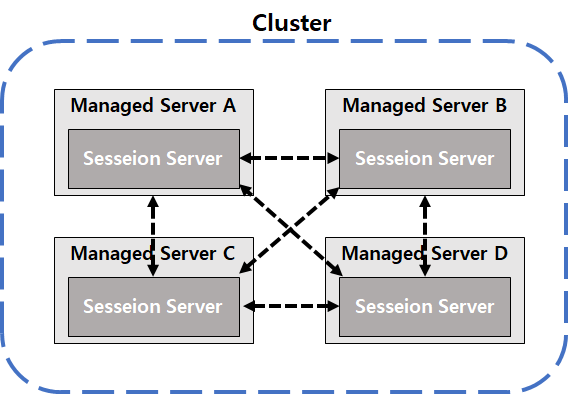 Cluster
Managed Server A
Managed Server B
Sesseion Server
Sesseion Server
Managed Server C
Managed Server D
Sesseion Server
Sesseion Server